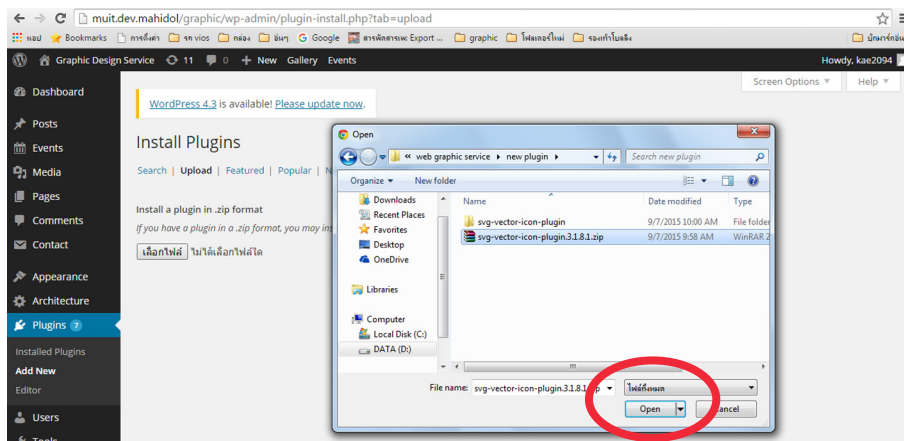 muit.dev.mahidol/graphic/wp-admin/plugin-install.php?tab=upload
แอป Bookmarks การตั้งค่า รถ vios กล่อง อื่นๆ Google สารพัดสาระ: Export ... graphic โฟลเดอร์ใหม่ รองเท้าใบลัง
Graphic Design Service 11 0 + New Gallery Events Howdy, kae2094
Screen Options Help
Dashboard
Posts
Events
Media
Pages
Comments
Contact
Appearance
Architecture
Plugins 7
Installed Plugins
Add New
Editor
Users
Tools
WordPress 4.3 is available! Please update now.
Install Plugins
Search | Upload | Featured | Popular | N
Install a plugin in .zip format
If you have a plugin in a .zip format, you may ins
เลือกไฟล์ ไม่ได้เลือกไฟล์ใด
Open
« web graphic service new plugin Search new plugin
Organize New folder
Downloads
Recent Places
Favorites
Desktop
OneDrive
Libraries
Computer
Local Disk (C:)
DATA (D:)
Name Date modified Type
svg-vector-icon-plugin 9/7/2015 10:00 AM File folder
svg-vector-icon-plugin.3.1.8.1.zip 9/7/2015 9:58 AM WinRAR Z
File name: svg-vector-icon-plugin.3.1.8.1.zip ไฟล์ทั้งหมด
Open Cancel